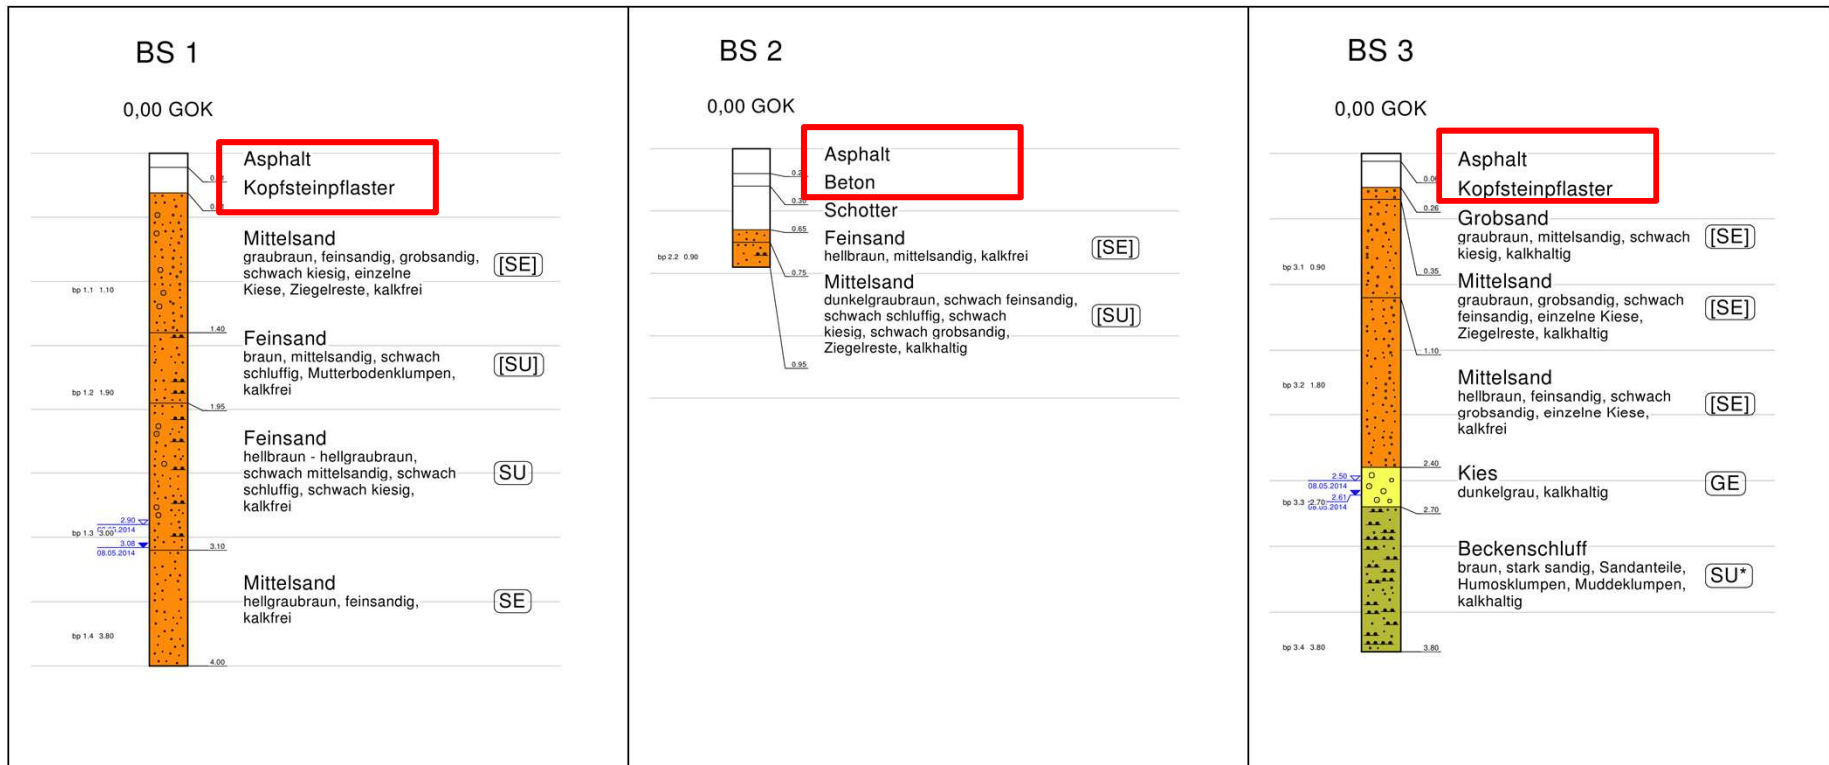 BS 1
0,00 GOK
Asphalt
Kopfsteinpflaster
Mittelsand
graubraun, feinsandig, grobsandig,
schwach kiesig, einzelne
Kiese, Ziegelreste, kalkfrei
[SE]
bp 1.1 1.10
1.40
Feinsand
braun, mittelsandig, schwach
schluffig, Mutterbodenklumpen,
kalkfrei
[SU]
bp 1.2 1.90
1.95
Feinsand
hellbraun - hellgraubraun,
schwach mittelsandig, schwach
schluffig, schwach kiesig,
kalkfrei
SU
2.90
bp 1.3 3.00
3.08
08.05.2014
3.10
Mittelsand
hellgraubraun, feinsandig,
kalkfrei
SE
bp 1.4 3.80
4.00
BS 2
0,00 GOK
Asphalt
Beton
0.30
Schotter
0.65
Feinsand
hellbraun, mittelsandig, kalkfrei
[SE]
bp 2.2 0.90
0.75
Mittelsand
dunkelgraubraun, schwach feinsandig,
schwach schluffig, schwach
kiesig, schwach grobsandig,
Ziegelreste, kalkhaltig
[SU]
0.95
BS 3
0,00 GOK
Asphalt
0.06
Kopfsteinpflaster
0.26
Grobsand
graubraun, mittelsandig, schwach
kiesig, kalkhaltig
[SE]
bp 3.1 0.90
0.35
Mittelsand
graubraun, grobsandig, schwach
feinsandig, einzelne Kiese,
Ziegelreste, kalkhaltig
[SE]
1.10
Mittelsand
hellbraun, feinsandig, schwach
grobsandig, einzelne Kiese,
kalkfrei
[SE]
bp 3.2 1.80
2.40
Kies
dunkelgrau, kalkhaltig
GE
2.50
08.05.2014
2.61
bp 3.3 2.70
08.05.2014
2.70
Beckenschluff
braun, stark sandig, Sandanteile,
Humosklumpen, Muddeklumpen,
kalkhaltig
SU*
bp 3.4 3.80
3.80